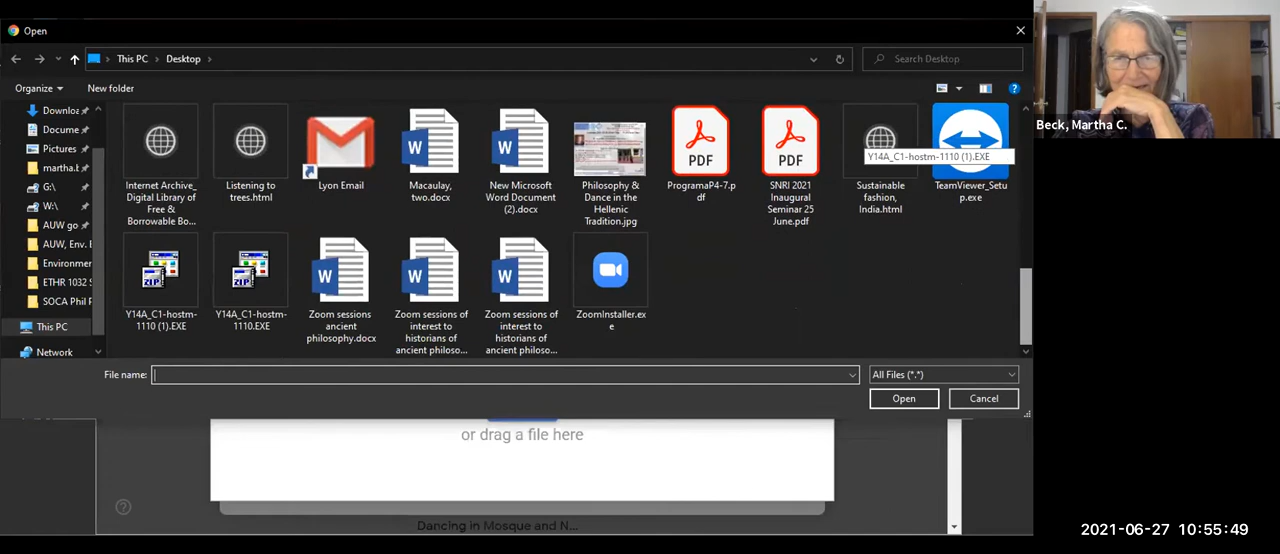 Open
This PC
Desktop
Search Desktop
Organize
New folder
Downloa
Docume
Pictures
martha.b
G:\
W:\
AUW go
AUW, Env. E
Environmen
ETHR 1032 S
SOCA Phil P
This PC
Network
Internet Archive_
Digital Library of
Free &
Borrowable Bo...
Listening to
trees.html
Lyon Email
Macaulay,
two.docx
New Microsoft
Word Document
(2).docx
Philosophy &
Dance in the
Hellenic
Tradition.jpg
PDF
ProgramaP4-7.p
df
PDF
SNRI 2021
Inaugural
Seminar 25
June.pdf
Y14A_C1-hostm-1110 (1).EXE
Sustainable
fashion,
India.html
TeamViewer_Setu
p.exe
Y14A_C1-hostm-
1110 (1).EXE
Y14A_C1-hostm-
1110.EXE
Zoom sessions
ancient
philosophy.docx
Zoom sessions of
interest to
historians of
ancient philoso...
Zoom sessions of
interest to
historians of
ancient philoso...
ZoomInstaller.ex
e
File name:
All Files (*.*)
Open
Cancel
or drag a file here
Dancing in Mosque and N...
Beck, Martha C.
2021-06-27 10:55:49